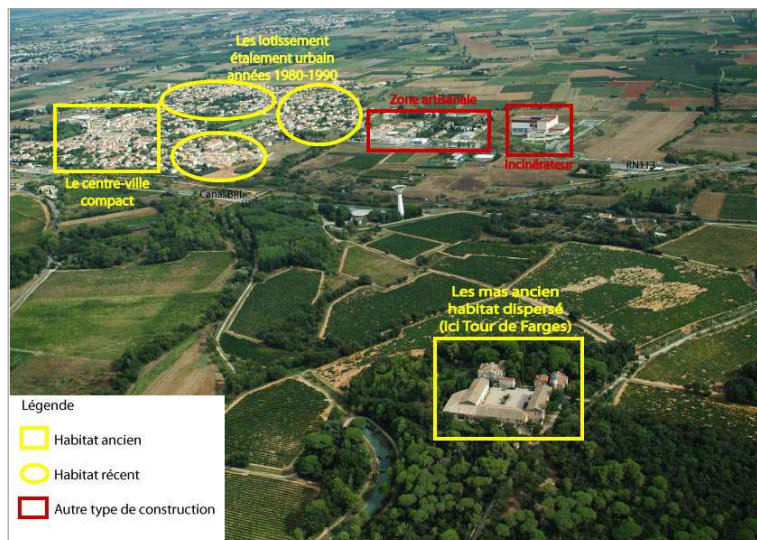 Les lotissement
étalement urbain
années 1980-1990
Zone artisanale
Incinérateur
RN113
Le centre-ville
compact
Canal BRL
Les mas ancien
habitat dispersé
(Ici Tour de Farges)
Légende
Habitat ancien
Habitat récent
Autre type de construction